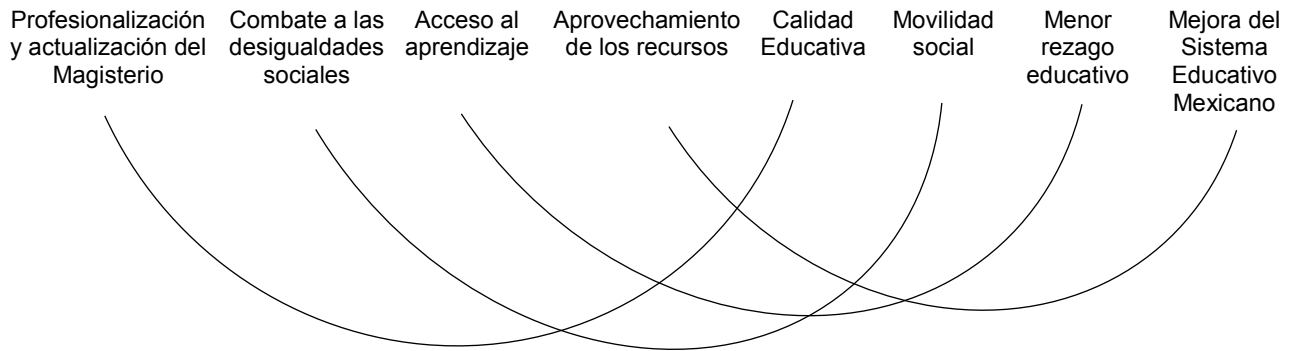 Profesionalización
y actualización del
Magisterio
Combate a las
desigualdades
sociales
Acceso al
aprendizaje
Aprovechamiento
de los recursos
Calidad
Educativa
Movilidad
social
Menor
rezago
educativo
Mejora del
Sistema
Educativo
Mexicano